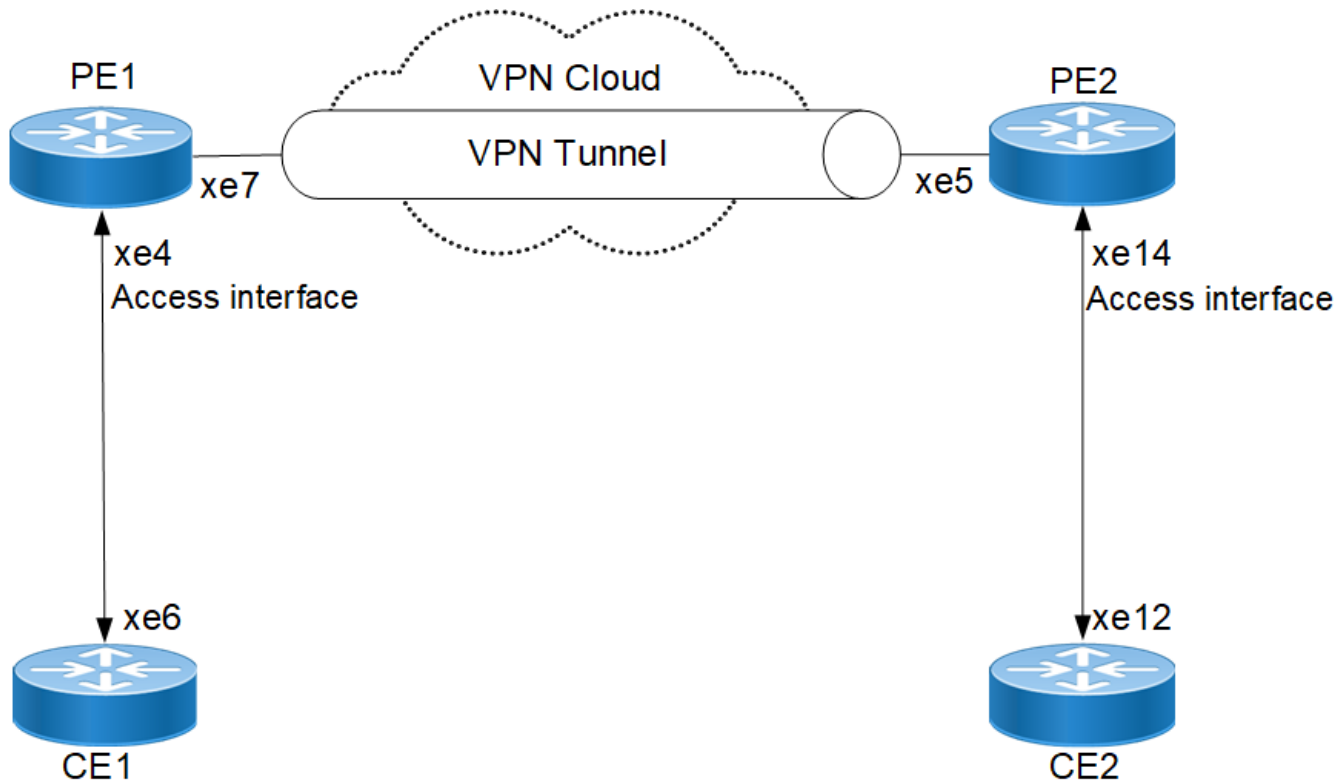 PE1
VPN Cloud
PE2
VPN Tunnel
xe7
xe5
xe4
Access interface
xe14
Access interface
xe6
xe12
CE1
CE2